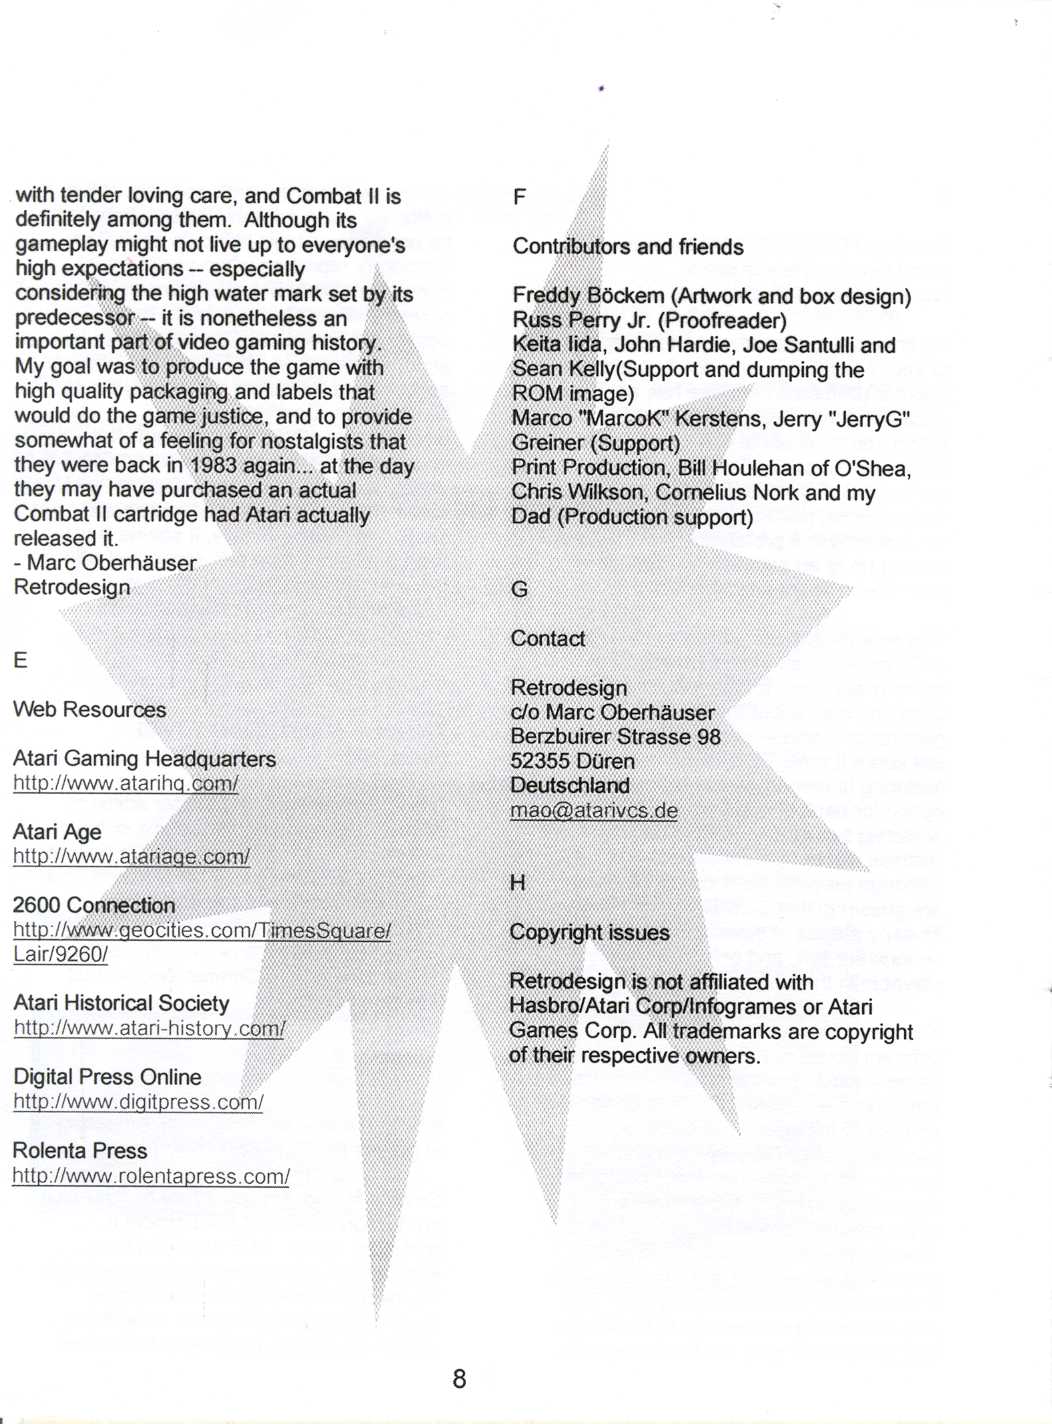 with tender loving care, and Combat II is
definitely among them.  Although its
gameplay might not live up to everyone's
high expectations -- especially
considering the high water mark set by its
predecessor -- it is nonetheless an
important part of video gaming history.
My goal was to produce the game with
high quality packaging and labels that
would do the game justice, and to provide
somewhat of a feeling for nostalgists that
they were back in 1983 again... at the day
they may have purchased an actual
Combat II cartridge had Atari actually
released it.
- Marc Oberhäuser
Retrodesign
E
Web Resources
Atari Gaming Headquarters
http://www.atarihq.com/
Atari Age
http://www.atariage.com/
2600 Connection
http://www.geocities.com/TimesSquare/
Lair/9260/
Atari Historical Society
http://www.atari-history.com/
Digital Press Online
http://www.digitpress.com/
Rolenta Press
http://www.rolentapress.com/
F
Contributors and friends
Freddy Böckem (Artwork and box design)
Russ Perry Jr. (Proofreader)
Keita Iida, John Hardie, Joe Santulli and
Sean Kelly(Support and dumping the
ROM image)
Marco "MarcoK" Kerstens, Jerry "JerryG"
Greiner (Support)
Print Production, Bill Houlehan of O'Shea,
Chris Wilkson, Cornelius Nork and my
Dad (Production support)
G
Contact
Retrodesign
c/o Marc Oberhäuser
Berzbuirer Strasse 98
52355 Düren
Deutschland
mao@atarivcs.de
H
Copyright issues
Retrodesign is not affiliated with
Hasbro/Atari Corp/Infogrames or Atari
Games Corp. All trademarks are copyright
of their respective owners.
8